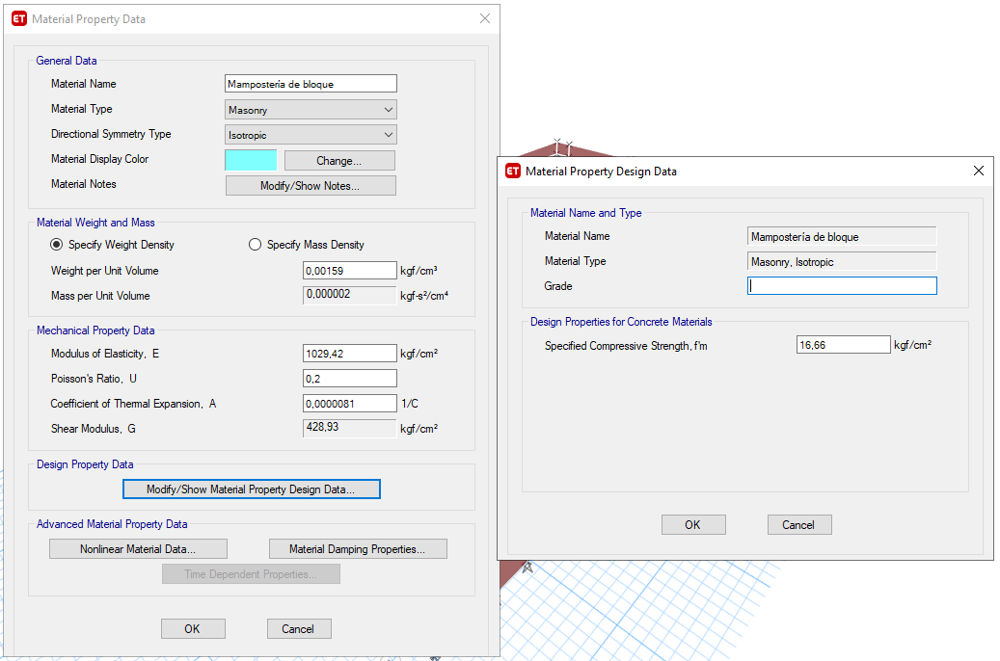 ET Material Property Data
General Data
Material Name Mampostería de bloque
Material Type Masonry
Directional Symmetry Type Isotropic
Material Display Color Change...
Material Notes Modify/Show Notes...
Material Weight and Mass
Specify Weight Density Specify Mass Density
Weight per Unit Volume 0,00159 kgf/cm³
Mass per Unit Volume 0,000002 kgf-s²/cm⁴
Mechanical Property Data
Modulus of Elasticity, E 1029,42 kgf/cm²
Poisson's Ratio, U 0,2
Coefficient of Thermal Expansion, A 0,0000081 1/C
Shear Modulus, G 428,93 kgf/cm²
Design Property Data
Modify/Show Material Property Design Data...
Advanced Material Property Data
Nonlinear Material Data... Material Damping Properties...
Time Dependent Properties...
OK Cancel
ET Material Property Design Data
Material Name and Type
Material Name Mampostería de bloque
Material Type Masonry, Isotropic
Grade
Design Properties for Concrete Materials
Specified Compressive Strength, f'm 16,66 kgf/cm²
OK Cancel